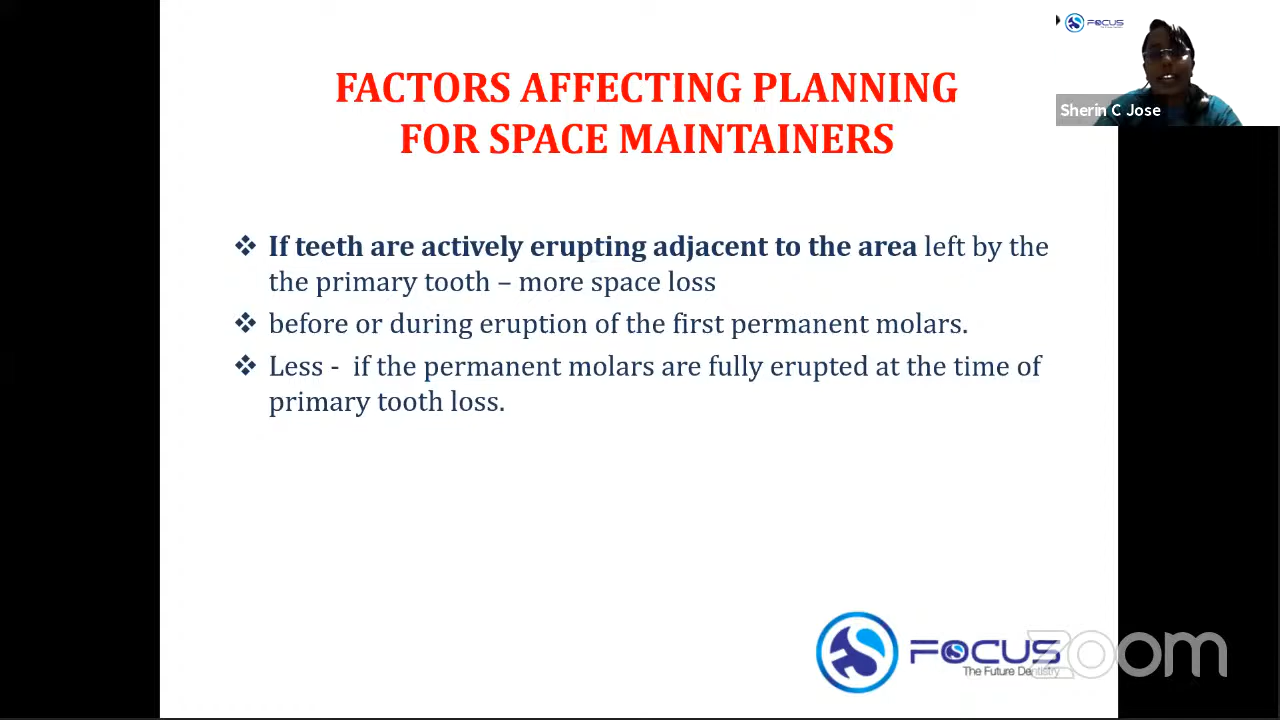 FACTORS AFFECTING PLANNING
FOR SPACE MAINTAINERS
FOCUS
Sherin C Jose
❖ If teeth are actively erupting adjacent to the area left by the
the primary tooth – more space loss
❖ before or during eruption of the first permanent molars.
❖ Less - if the permanent molars are fully erupted at the time of
primary tooth loss.
FOCUS
The Future Dentistry
zoom